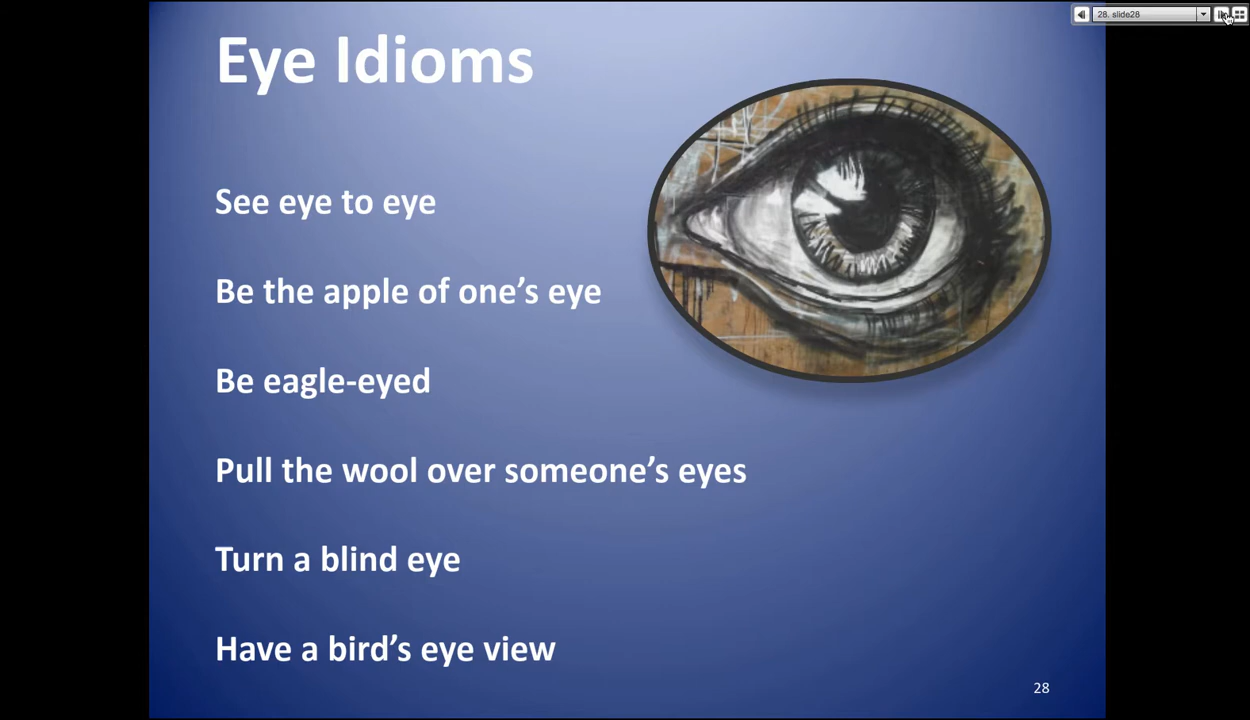 28. slide28
Eye Idioms
See eye to eye
Be the apple of one’s eye
Be eagle-eyed
Pull the wool over someone’s eyes
Turn a blind eye
Have a bird’s eye view
28